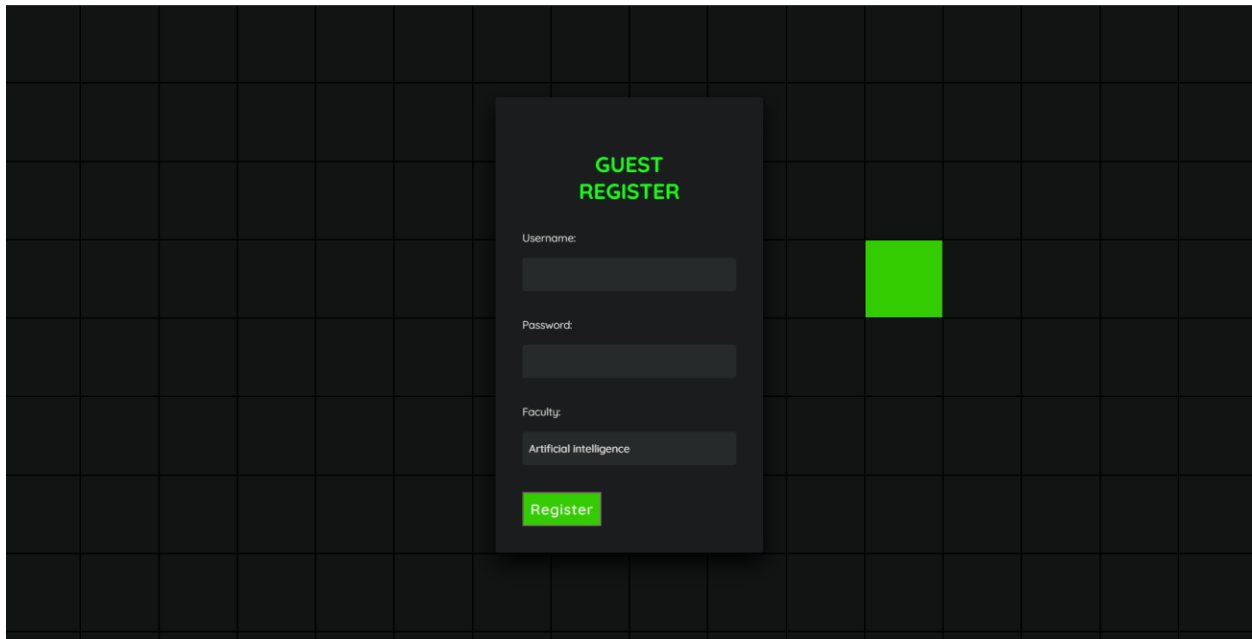 GUEST
REGISTER
Username:
Password:
Faculty:
Artificial intelligence
Register